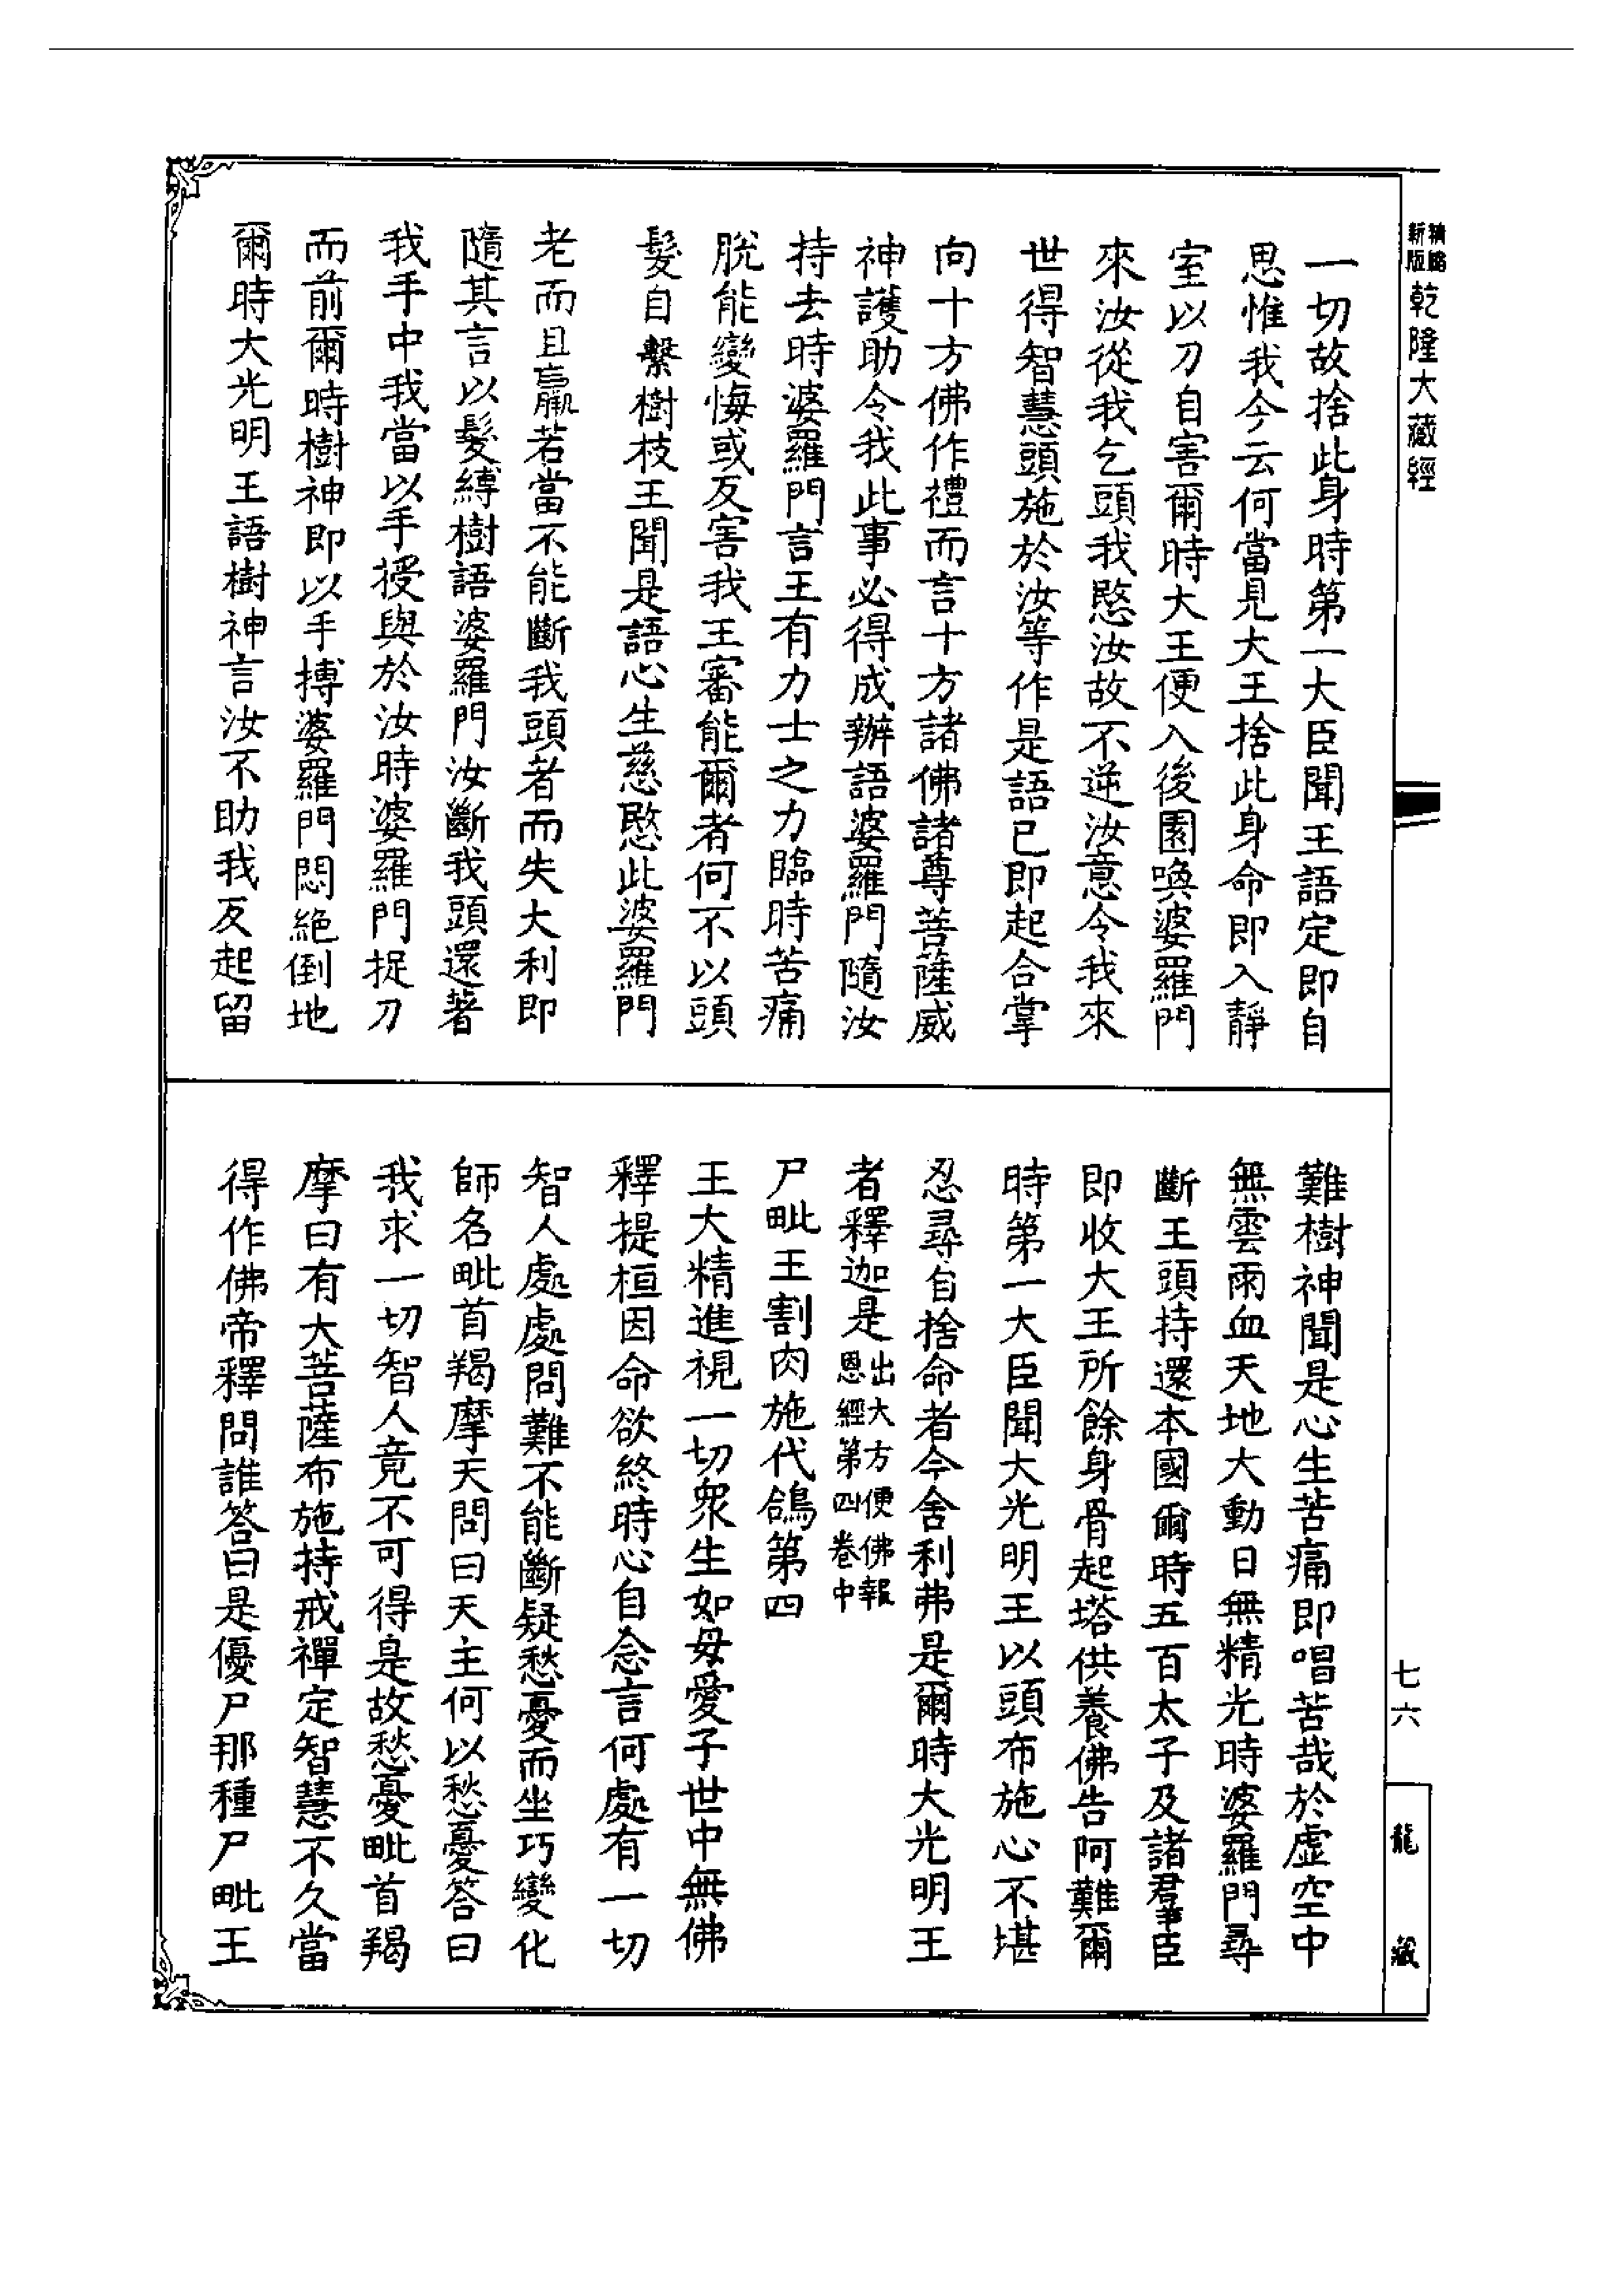 精縮
新版
乾隆大藏經
一切故捨此身時第一大臣聞王語定即自
思惟我今云何當見大王捨此身命即入靜
室以刀自害爾時大王便入後園喚婆羅門
來汝從我乞頭我愍汝故不逆汝意令我來
世得智慧頭施於汝等作是語已即起合掌
向十方佛作禮而言十方諸佛諸尊菩薩威
神護助令我此事必得成辦語婆羅門隨汝
持去時婆羅門言王有力士之力臨時苦痛
脫能變悔或反害我王審能爾者何不以頭
髮自繫樹枝王聞是語心生慈愍此婆羅門
老而且羸若當不能斷我頭者而失大利即
隨其言以髮縛樹語婆羅門汝斷我頭還著
我手中我當以手授與於汝時婆羅門捉刀
而前爾時樹神即以手搏婆羅門悶絕倒地
爾時大光明王語樹神言汝不助我反起留
難樹神聞是心生苦痛即唱苦哉於虛空中
無雲雨血天地大動日無精光時婆羅門尋
斷王頭持還本國爾時五百太子及諸羣臣
即收大王所餘身骨起塔供養佛告阿難爾
時第一大臣聞大光明王以頭布施心不堪
忍尋自捨命者今舍利弗是爾時大光明王
者釋迦是出大方便佛報
恩經第四卷中
尸毗王割肉施代鴿第四
王大精進視一切眾生如母愛子世中無佛
釋提桓因命欲終時心自念言何處有一切
智人處處問難不能斷疑愁憂而坐巧變化
師名毗首羯摩天問曰天主何以愁憂答曰
我求一切智人竟不可得是故愁憂毗首羯
摩曰有大菩薩布施持戒禪定智慧不久當
得作佛帝釋問誰答曰是優尸那種尸毗王
七六
龍藏